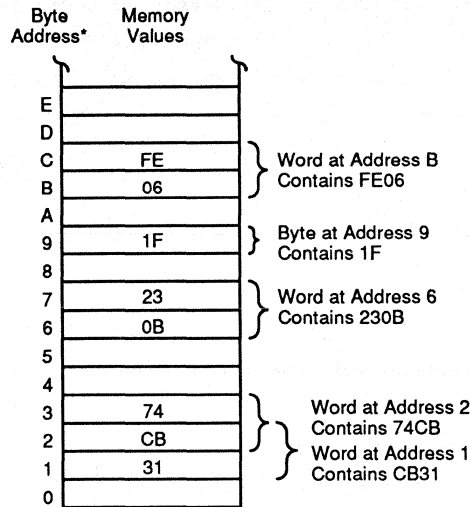 Byte Address*
Memory Values
E
D
C FE
B 06
Word at Address B
Contains FE06
A
9 1F
Byte at Address 9
Contains 1F
8
7 23
6 0B
Word at Address 6
Contains 230B
5
4
3 74
2 CB
1 31
Word at Address 2
Contains 74CB
Word at Address 1
Contains CB31
0